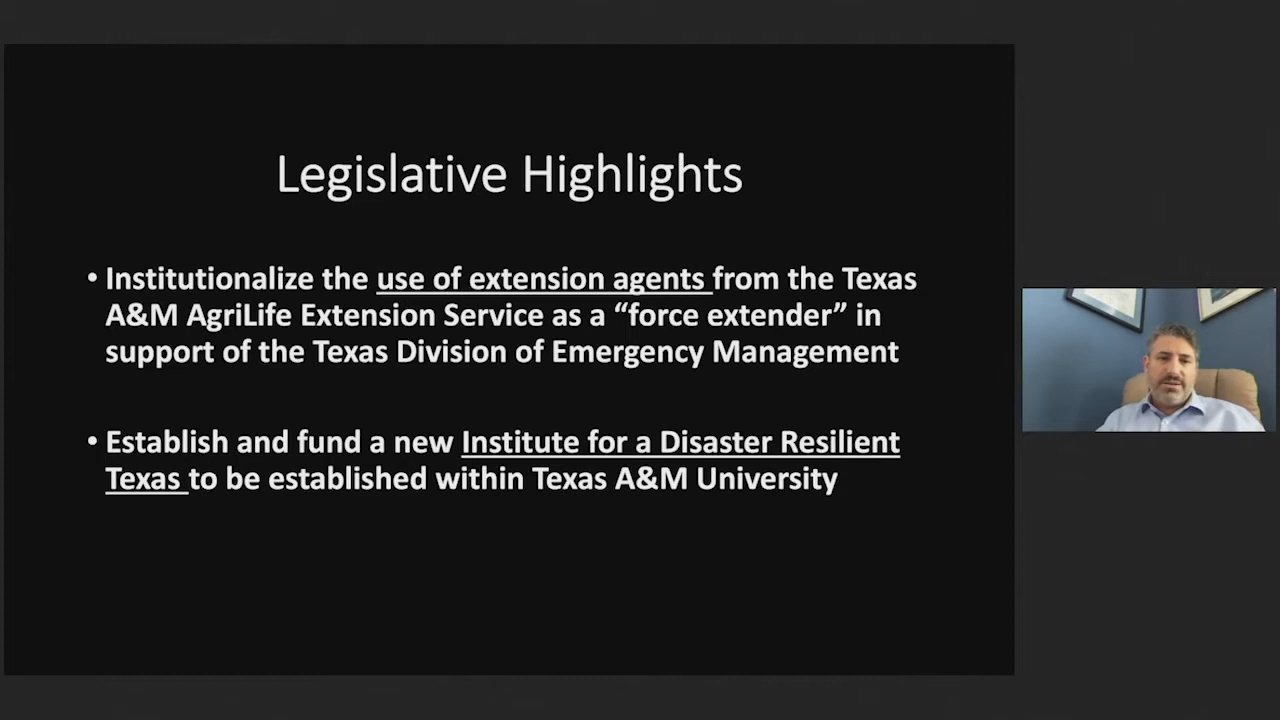 Legislative Highlights
• Institutionalize the use of extension agents from the Texas
A&M AgriLife Extension Service as a “force extender” in
support of the Texas Division of Emergency Management
• Establish and fund a new Institute for a Disaster Resilient
Texas to be established within Texas A&M University